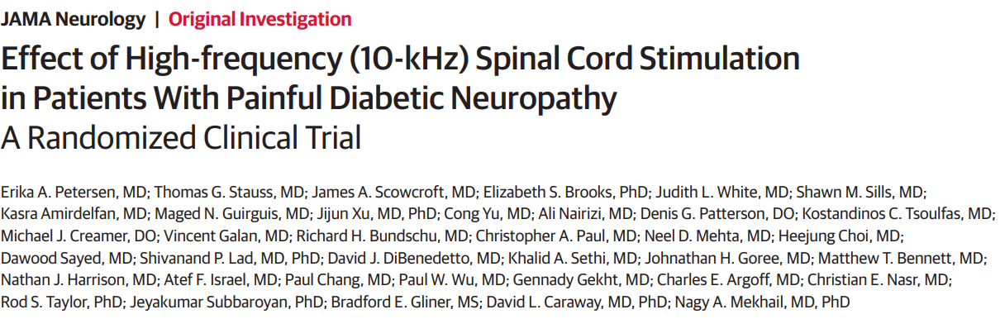 JAMA Neurology | Original Investigation
Effect of High-frequency (10-kHz) Spinal Cord Stimulation
in Patients With Painful Diabetic Neuropathy
A Randomized Clinical Trial
Erika A. Petersen, MD; Thomas G. Stauss, MD; James A. Scowcroft, MD; Elizabeth S. Brooks, PhD; Judith L. White, MD; Shawn M. Sills, MD;
Kasra Amirdelfan, MD; Maged N. Guirguis, MD; Jijun Xu, MD, PhD; Cong Yu, MD; Ali Nairizi, MD; Denis G. Patterson, DO; Kostandinos C. Tsoulfas, MD;
Michael J. Creamer, DO; Vincent Galan, MD; Richard H. Bundschu, MD; Christopher A. Paul, MD; Neel D. Mehta, MD; Heejung Choi, MD;
Dawood Sayed, MD; Shivanand P. Lad, MD, PhD; David J. DiBenedetto, MD; Khalid A. Sethi, MD; Johnathan H. Goree, MD; Matthew T. Bennett, MD;
Nathan J. Harrison, MD; Atef F. Israel, MD; Paul Chang, MD; Paul W. Wu, MD; Gennady Gekht, MD; Charles E. Argoff, MD; Christian E. Nasr, MD;
Rod S. Taylor, PhD; Jeyakumar Subbaroyan, PhD; Bradford E. Gliner, MS; David L. Caraway, MD, PhD; Nagy A. Mekhail, MD, PhD